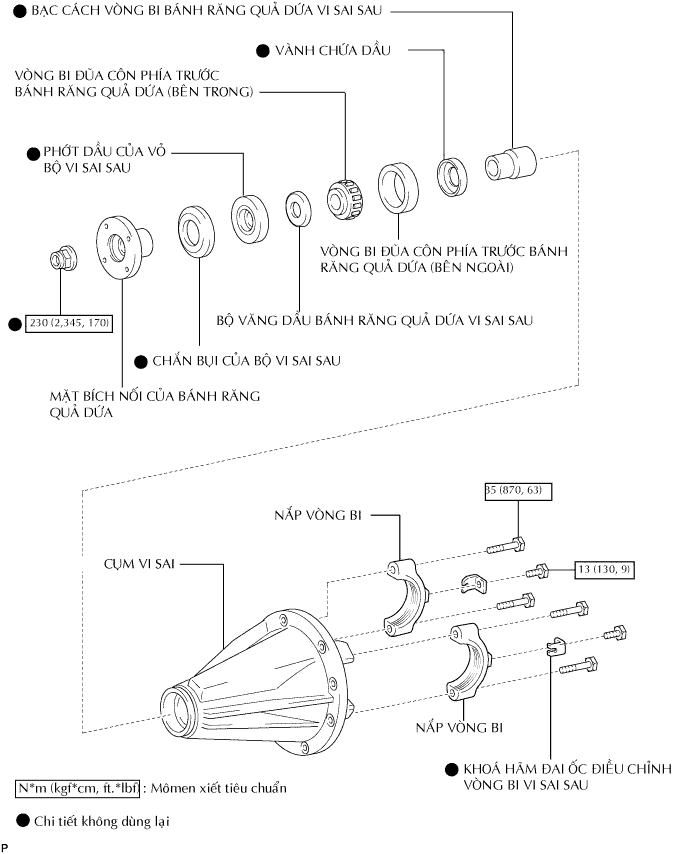 BẠC CÁCH VÒNG BI BÁNH RĂNG QUẢ DỨA VI SAI SAU
VÀNH CHỨA DẦU
VÒNG BI ĐŨA CÔN PHÍA TRƯỚC
BÁNH RĂNG QUẢ DỨA (BÊN TRONG)
PHỚT DẦU CỦA VỎ
BỘ VI SAI SAU
VÒNG BI ĐŨA CÔN PHÍA TRƯỚC BÁNH
RĂNG QUẢ DỨA (BÊN NGOÀI)
BỘ VĂNG DẦU BÁNH RĂNG QUẢ DỨA VI SAI SAU
230 (2,345, 170)
CHẮN BỤI CỦA BỘ VI SAI SAU
MẶT BÍCH NỐI CỦA BÁNH RĂNG
QUẢ DỨA
85 (870, 63)
NẮP VÒNG BI
CỤM VI SAI
13 (130, 9)
NẮP VÒNG BI
KHOÁ HÃM ĐAI ỐC ĐIỀU CHỈNH
VÒNG BI VI SAI SAU
N*m (kgf*cm, ft.*lbf) : Mômen xiết tiêu chuẩn
Chi tiết không dùng lại
P